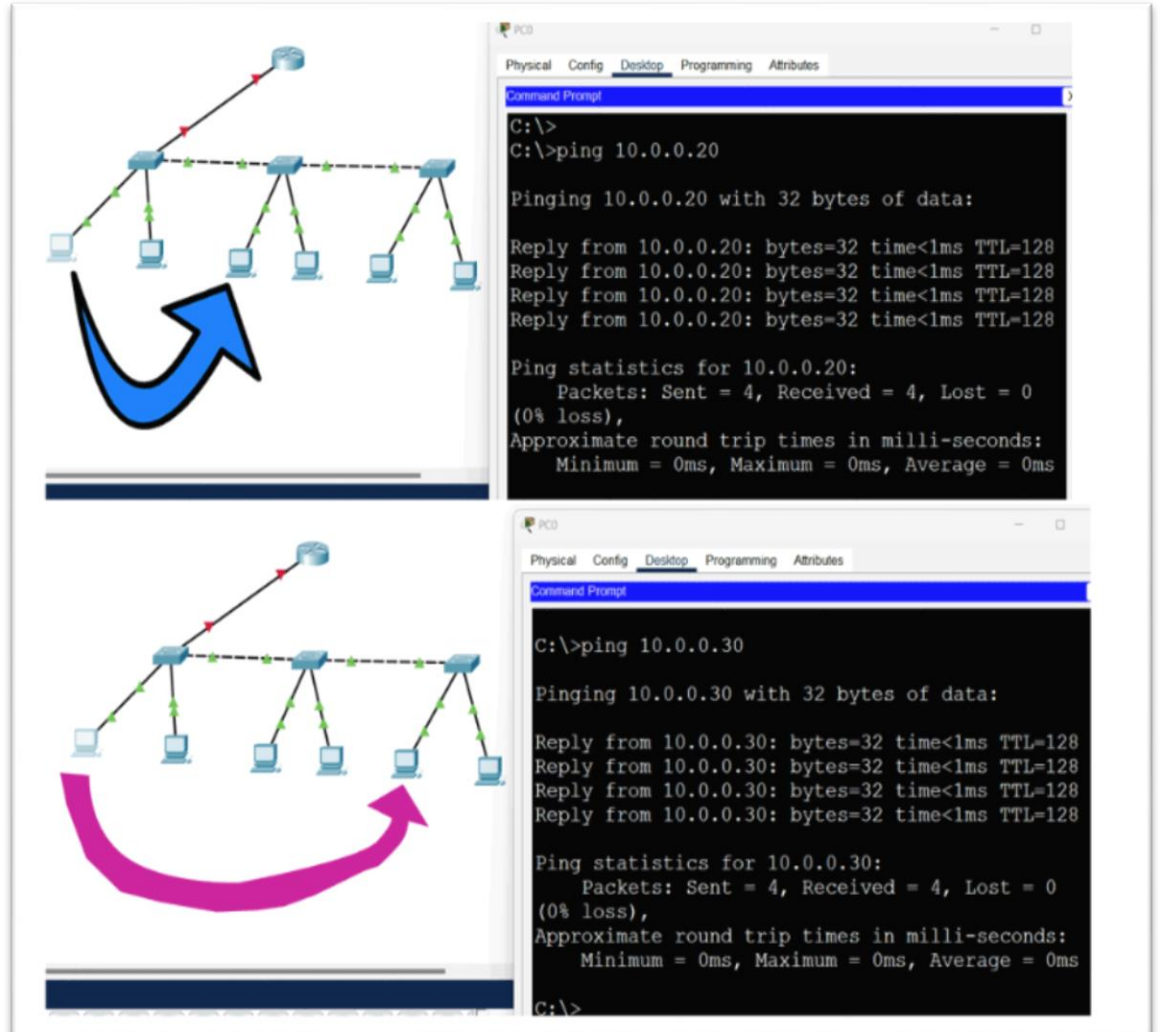 PC0
Physical Config Desktop Programming Attributes
Command Prompt
X
C:\>
C:\>ping 10.0.0.20
Pinging 10.0.0.20 with 32 bytes of data:
Reply from 10.0.0.20: bytes=32 time<1ms TTL=128
Reply from 10.0.0.20: bytes=32 time<1ms TTL=128
Reply from 10.0.0.20: bytes=32 time<1ms TTL=128
Reply from 10.0.0.20: bytes=32 time<1ms TTL=128
Ping statistics for 10.0.0.20:
Packets: Sent = 4, Received = 4, Lost = 0
(0% loss),
Approximate round trip times in milli-seconds:
Minimum = 0ms, Maximum = 0ms, Average = 0ms
PC0
Physical Config Desktop Programming Attributes
Command Prompt
C:\>ping 10.0.0.30
Pinging 10.0.0.30 with 32 bytes of data:
Reply from 10.0.0.30: bytes=32 time<1ms TTL=128
Reply from 10.0.0.30: bytes=32 time<1ms TTL=128
Reply from 10.0.0.30: bytes=32 time<1ms TTL=128
Reply from 10.0.0.30: bytes=32 time<1ms TTL=128
Ping statistics for 10.0.0.30:
Packets: Sent = 4, Received = 4, Lost = 0
(0% loss),
Approximate round trip times in milli-seconds:
Minimum = 0ms, Maximum = 0ms, Average = 0ms
C:\>